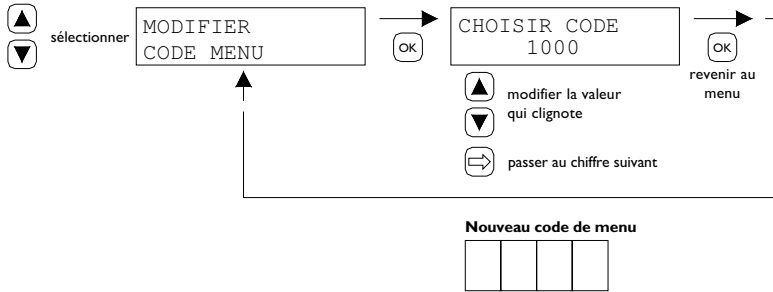 sélectionner
MODIFIER
CODE MENU
OK
CHOISIR CODE
1000
OK
revenir au
menu
modifier la valeur
qui clignote
passer au chiffre suivant
Nouveau code de menu